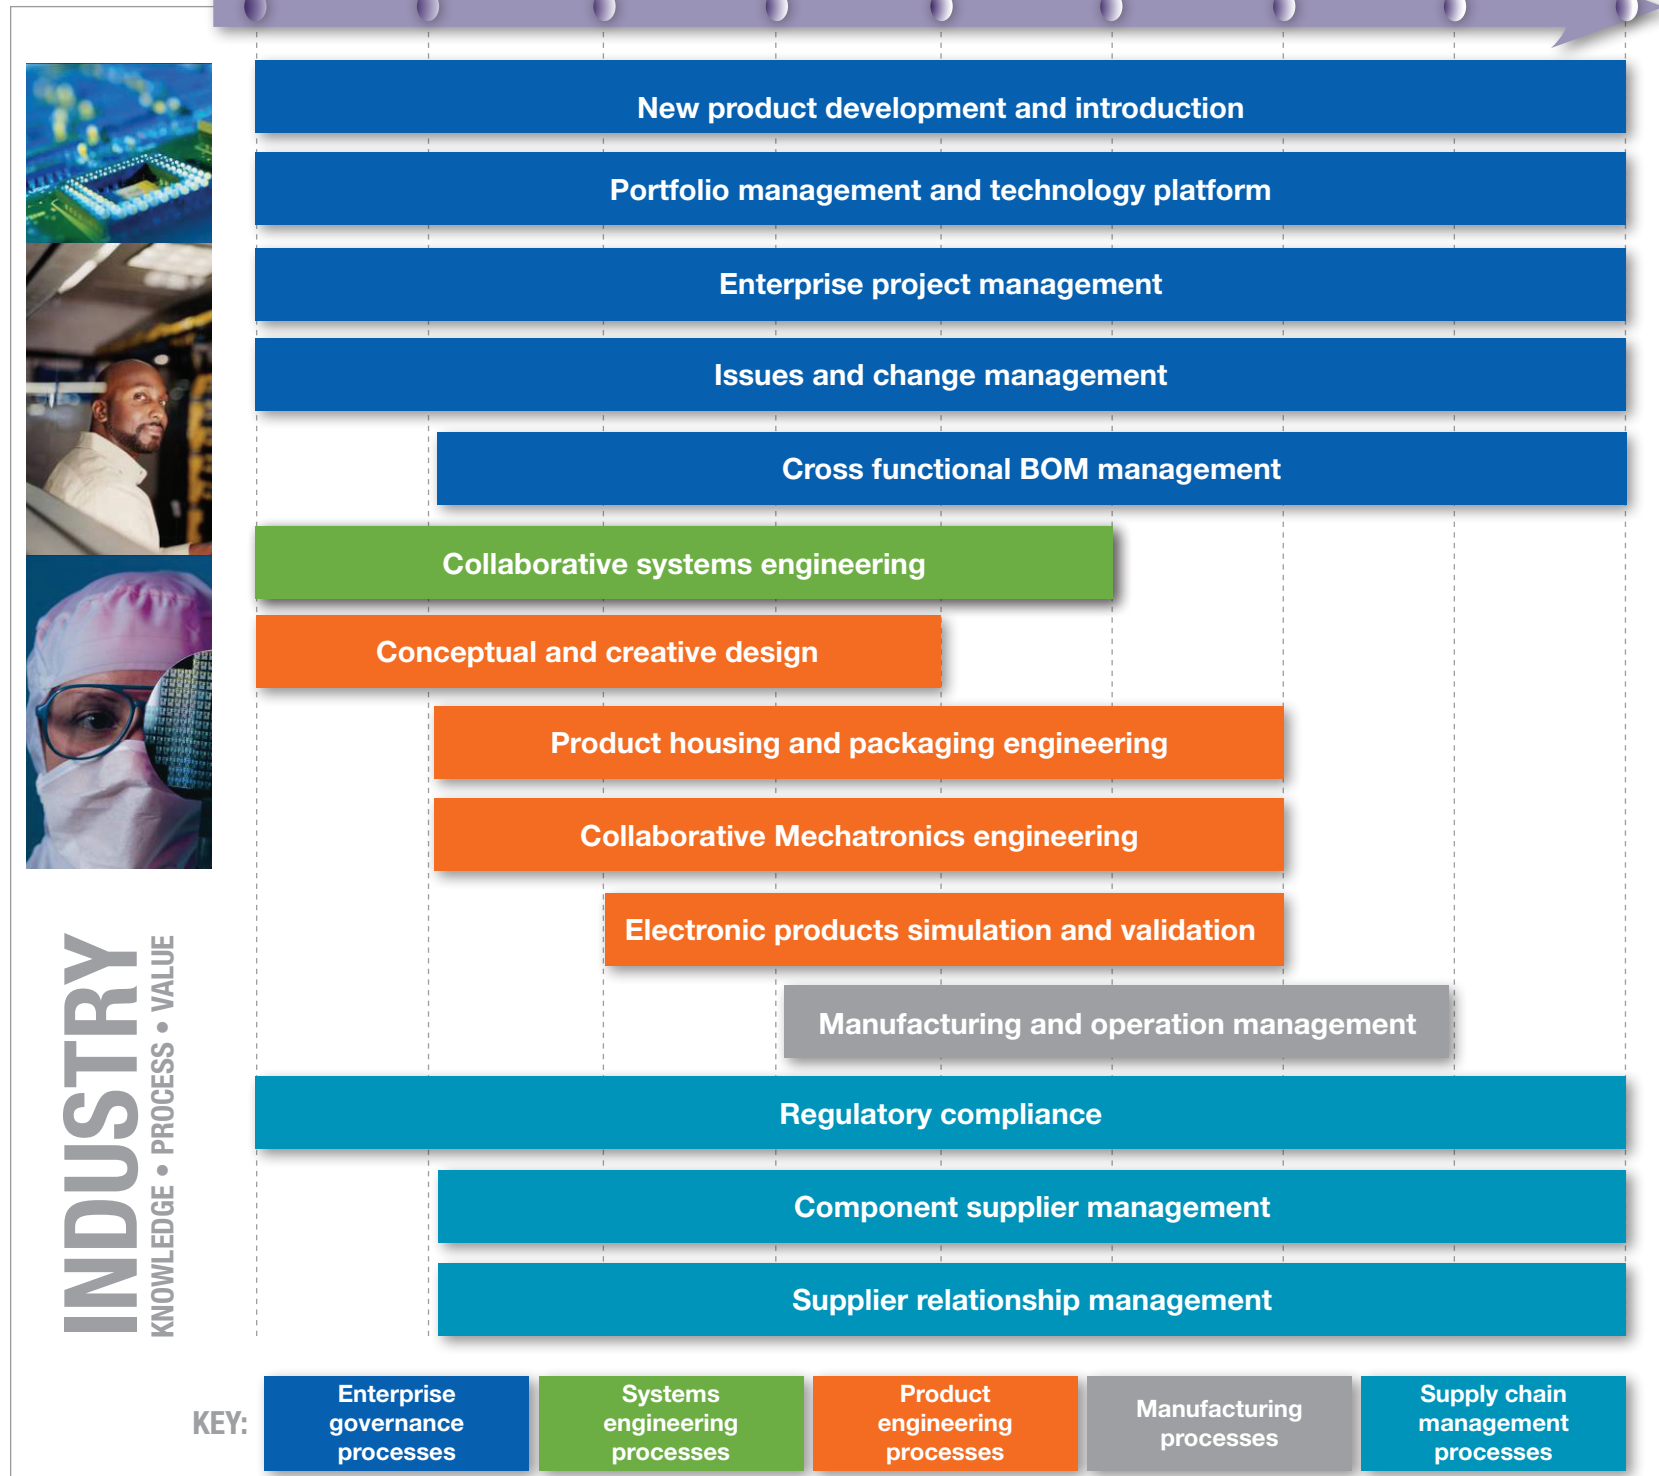 New product development and introduction
Portfolio management and technology platform
Enterprise project management
Issues and change management
Cross functional BOM management
Collaborative systems engineering
Conceptual and creative design
Product housing and packaging engineering
Collaborative Mechatronics engineering
Electronic products simulation and validation
Manufacturing and operation management
Regulatory compliance
Component supplier management
Supplier relationship management
INDUSTRY
KNOWLEDGE • PROCESS • VALUE
KEY:
Enterprise
governance
processes
Systems
engineering
processes
Product
engineering
processes
Manufacturing
processes
Supply chain
management
processes